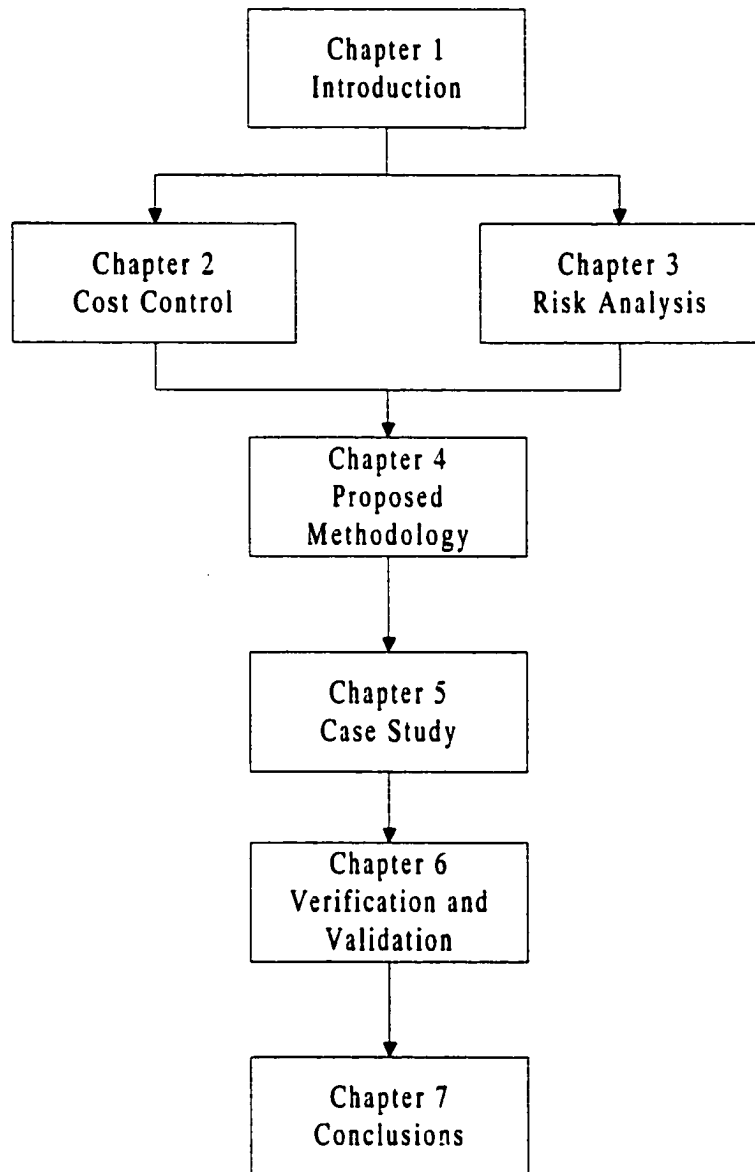 Chapter 1
Introduction
Chapter 2
Cost Control
Chapter 3
Risk Analysis
Chapter 4
Proposed
Methodology
Chapter 5
Case Study
Chapter 6
Verification and
Validation
Chapter 7
Conclusions